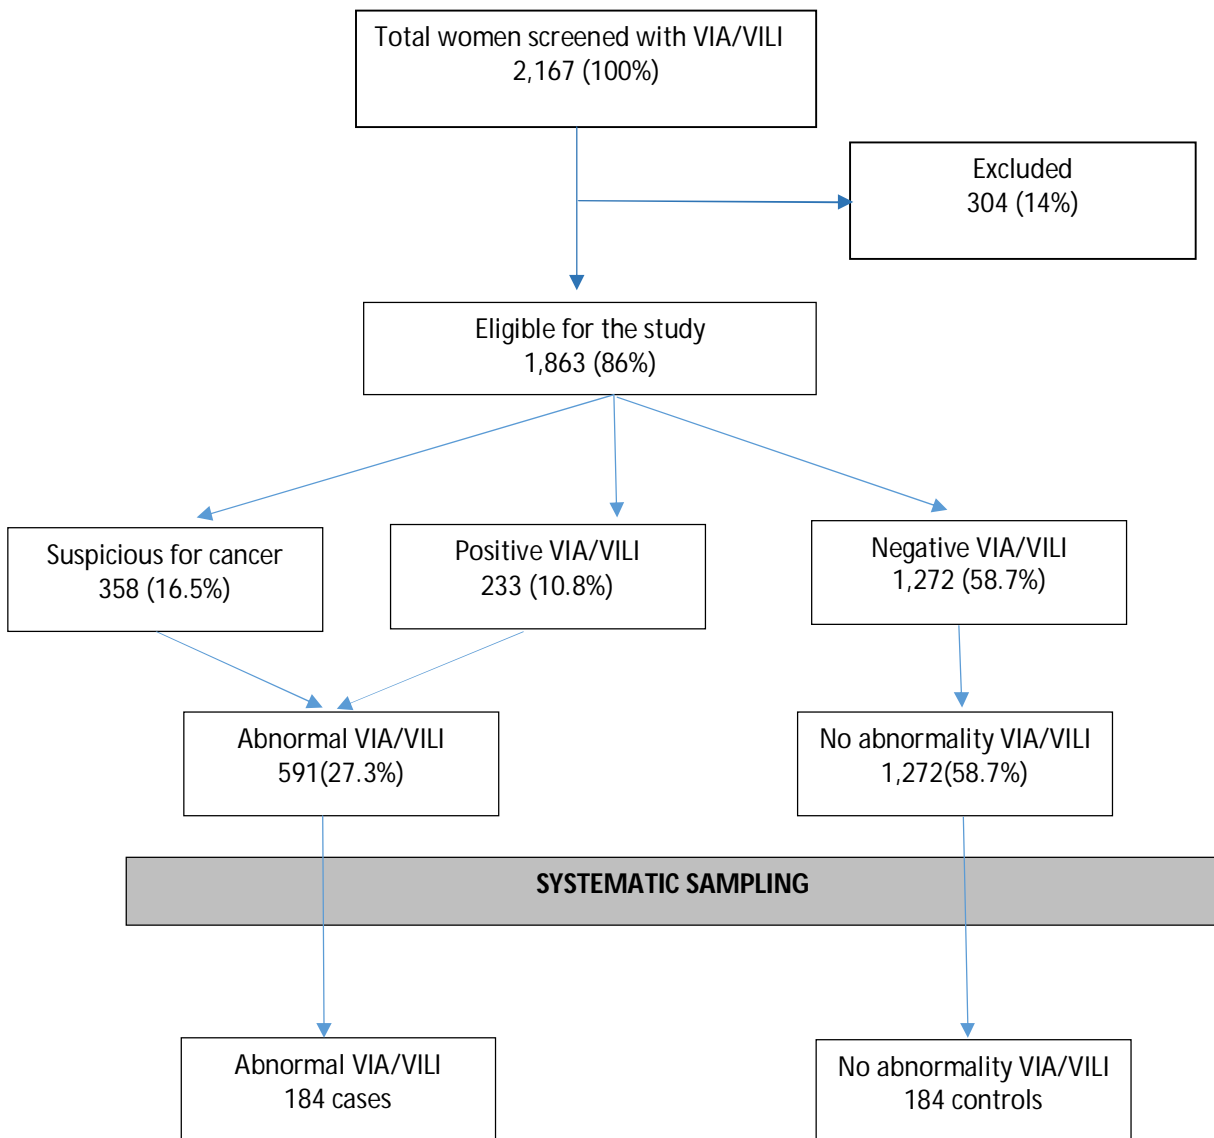 Total women screened with VIA/VILI
2,167 (100%)
Excluded
304 (14%)
Eligible for the study
1,863 (86%)
Suspicious for cancer
358 (16.5%)
Positive VIA/VILI
233 (10.8%)
Negative VIA/VILI
1,272 (58.7%)
Abnormal VIA/VILI
591(27.3%)
No abnormality VIA/VILI
1,272(58.7%)
SYSTEMATIC SAMPLING
Abnormal VIA/VILI
184 cases
No abnormality VIA/VILI
184 controls